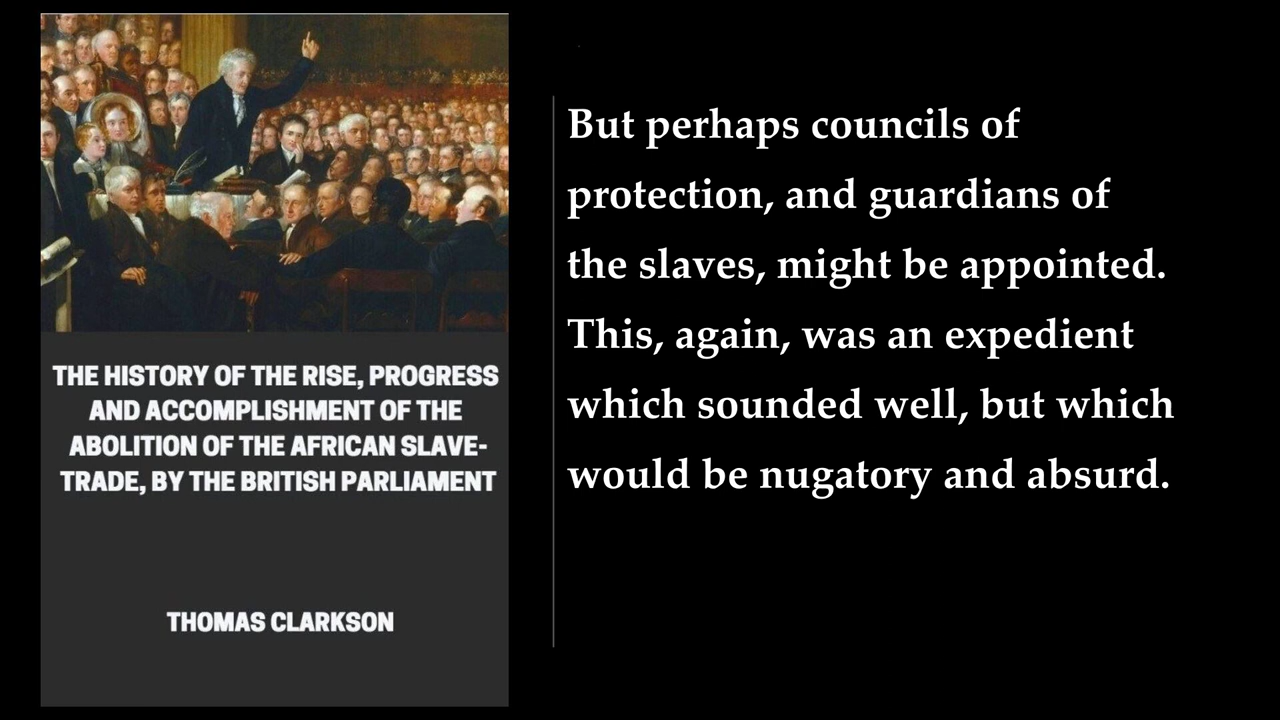 THE HISTORY OF THE RISE, PROGRESS
AND ACCOMPLISHMENT OF THE
ABOLITION OF THE AFRICAN SLAVE-
TRADE, BY THE BRITISH PARLIAMENT
THOMAS CLARKSON
But perhaps councils of
protection, and guardians of
the slaves, might be appointed.
This, again, was an expedient
which sounded well, but which
would be nugatory and absurd.